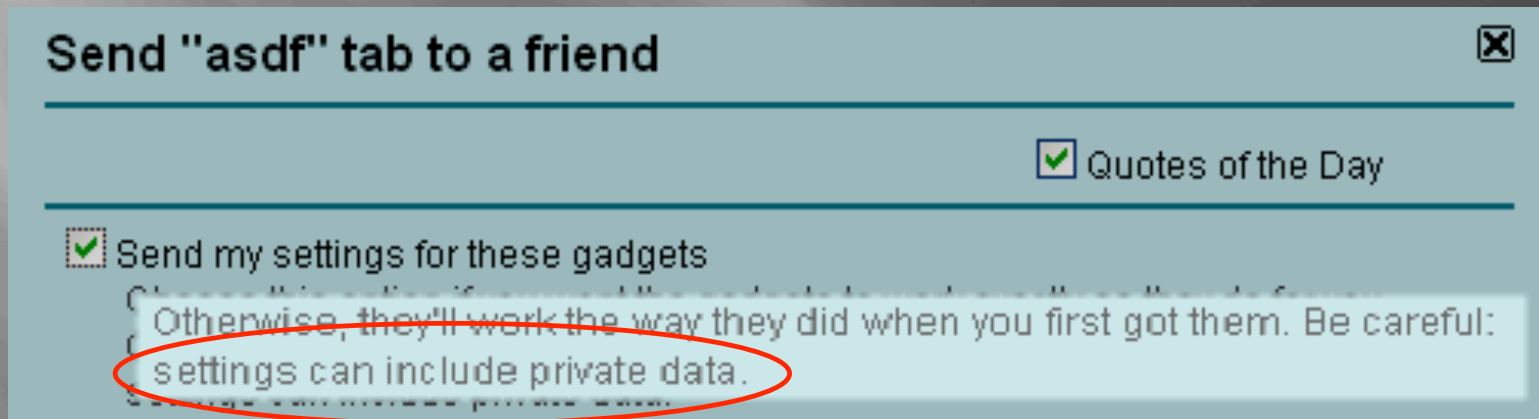 Send "asdf" tab to a friend
Quotes of the Day
Send my settings for these gadgets
Otherwise, they'll work the way they did when you first got them. Be careful:
settings can include private data.